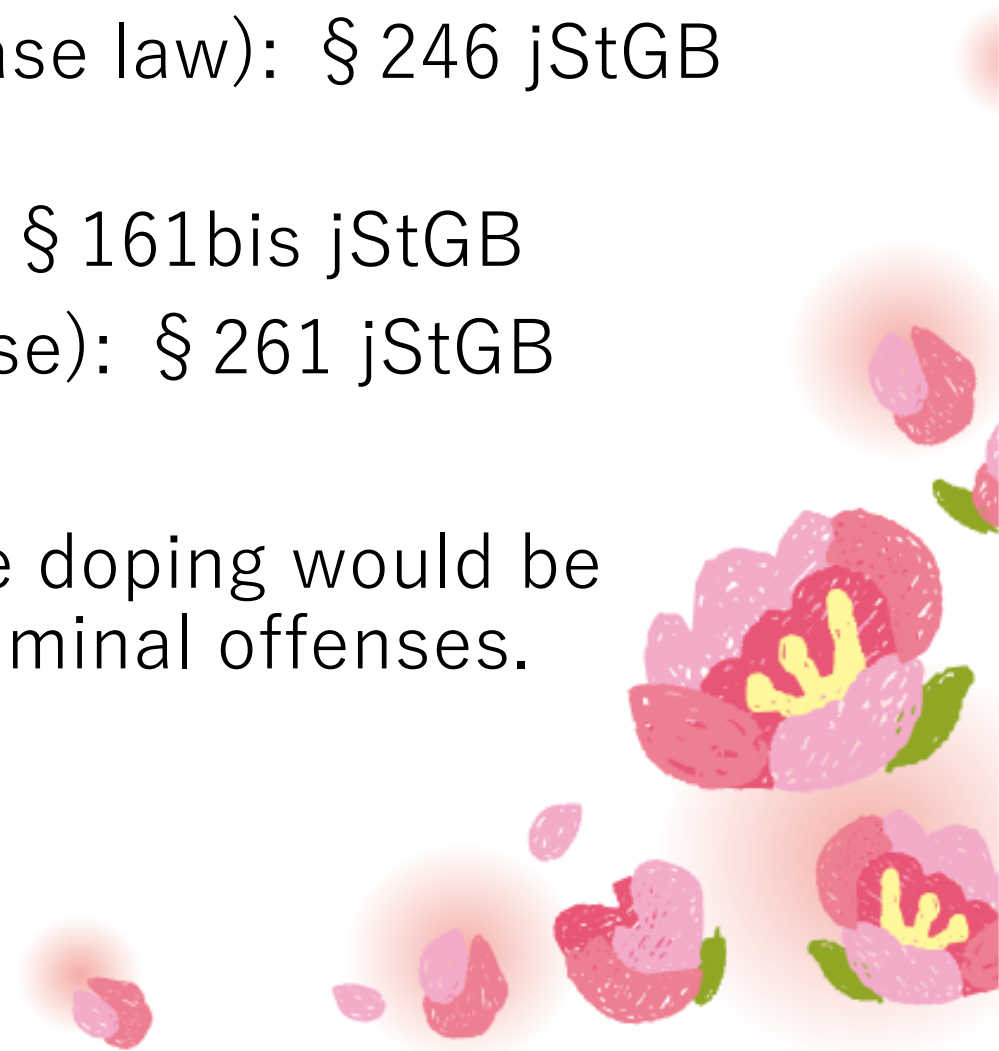 ase law): § 246 jStGB
§ 161bis jStGB
se): § 261 jStGB
e doping would be
minal offenses.